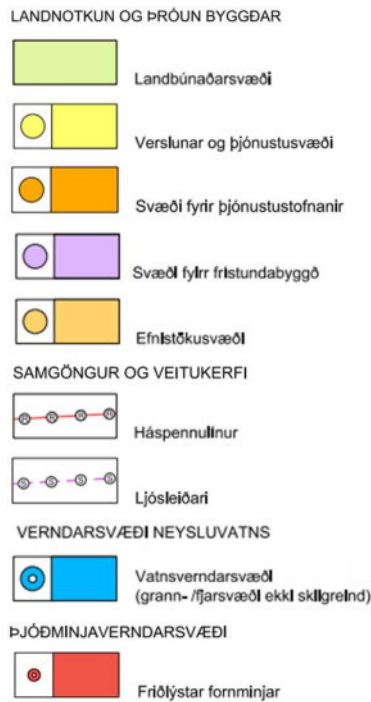 LANDNOTKUN OG ÞRÓUN BYGGÐAR
Landbúnaðarsvæði
Verslunar og þjónustusvæði
Svæði fyrir þjónustustofnanir
Svæði fyirr frístundabyggð
Efnistökusvæði
SAMGÖNGUR OG VEITUKERFI
R R R R
Háspennulínur
S S S S
Ljósleiðari
VERNDARSVÆÐI NEYSLUVATNS
Vatnsverndarsvæði
(grann- /fjarsvæði ekki skilgreind)
ÞJÓÐMINJAVERNDARSVÆÐI
Friðlýstar fornminjar